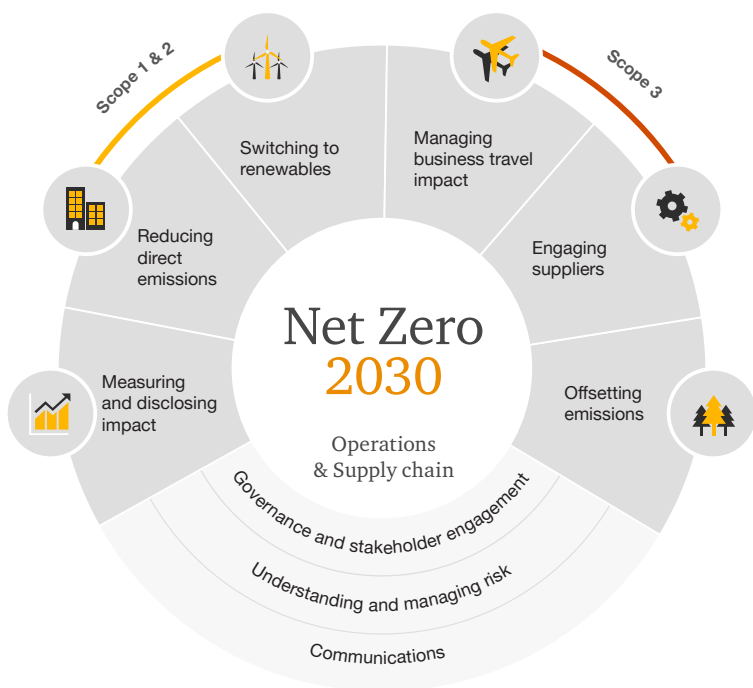 Scope 1 & 2
Scope 3
Switching to
renewables
Managing
business travel
impact
Reducing
direct
emissions
Engaging
suppliers
Net Zero
2030
Operations
& Supply chain
Measuring
and disclosing
impact
Offsetting
emissions
Governance and stakeholder engagement
Understanding and managing risk
Communications